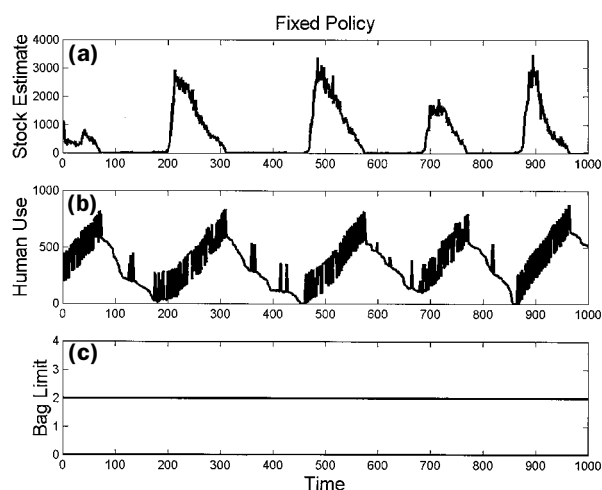 Fixed Policy
(a)
Stock Estimate
4000
3000
2000
1000
0
0 100 200 300 400 500 600 700 800 900 1000
(b)
Human Use
1000
500
0
0 100 200 300 400 500 600 700 800 900 1000
(c)
Bag Limit
4
3
2
1
0
0 100 200 300 400 500 600 700 800 900 1000
Time